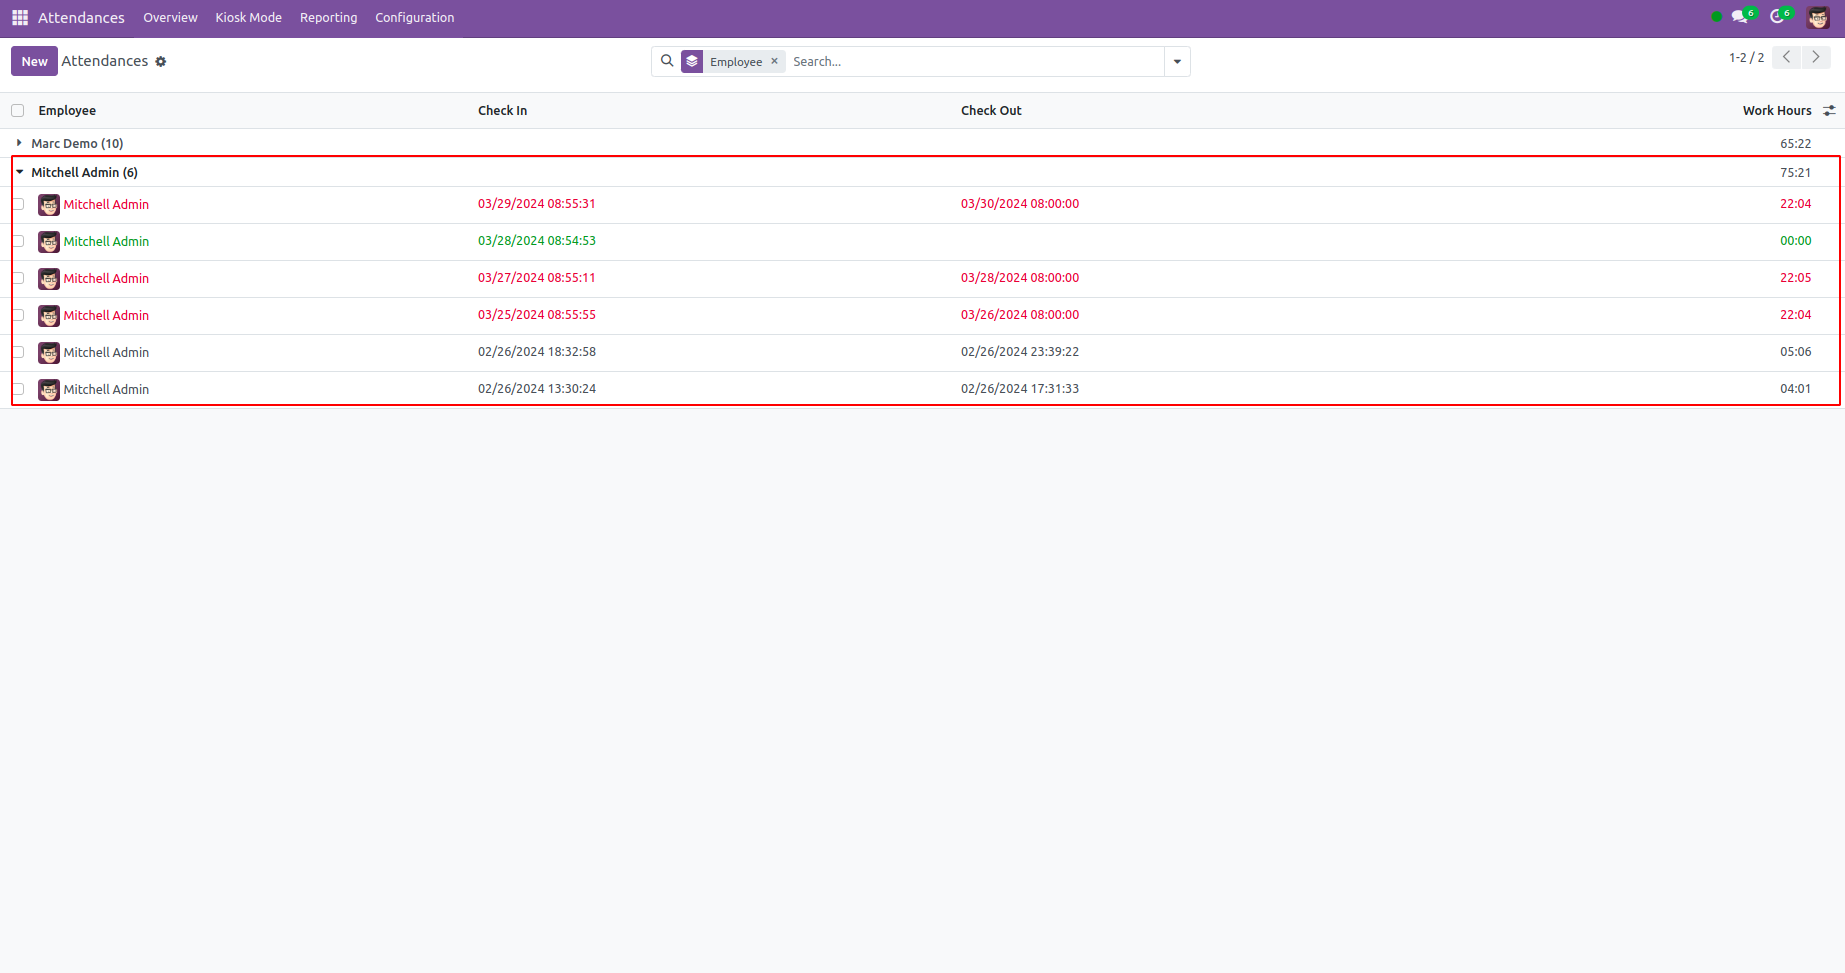 Attendances Overview Kiosk Mode Reporting Configuration 6 6
New Attendances Employee × Search... 1-2 / 2
Employee Check In Check Out Work Hours
Marc Demo (10) 65:22
Mitchell Admin (6) 75:21
Mitchell Admin 03/29/2024 08:55:31 03/30/2024 08:00:00 22:04
Mitchell Admin 03/28/2024 08:54:53 00:00
Mitchell Admin 03/27/2024 08:55:11 03/28/2024 08:00:00 22:05
Mitchell Admin 03/25/2024 08:55:55 03/26/2024 08:00:00 22:04
Mitchell Admin 02/26/2024 18:32:58 02/26/2024 23:39:22 05:06
Mitchell Admin 02/26/2024 13:30:24 02/26/2024 17:31:33 04:01